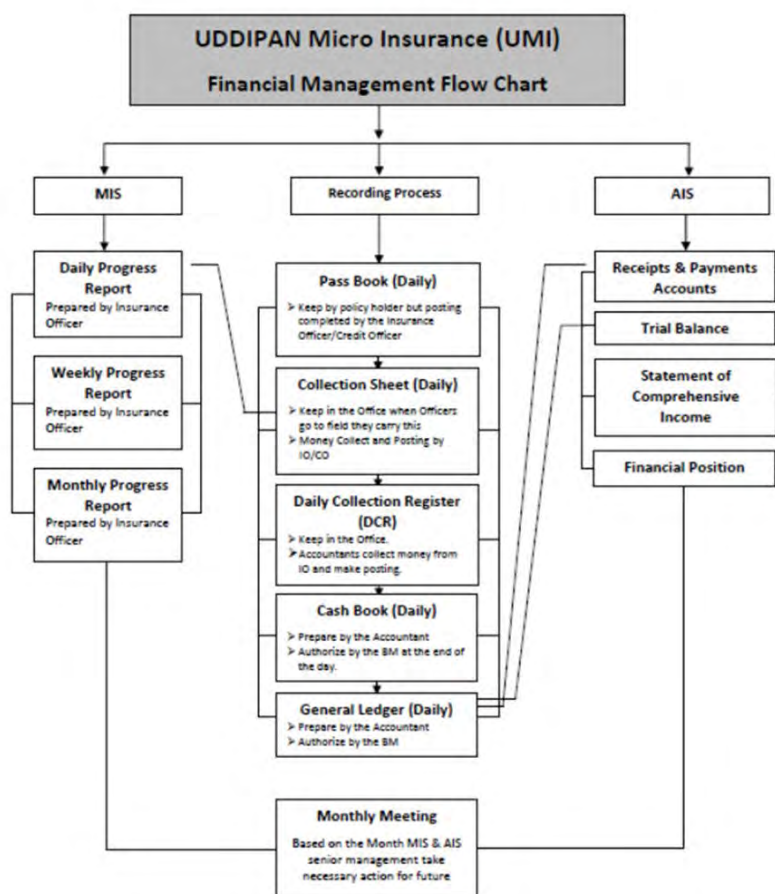 UDDIPAN Micro Insurance (UMI)
Financial Management Flow Chart
MIS
Recording Process
AIS
Daily Progress
Report
Prepared by Insurance
Officer
Weekly Progress
Report
Prepared by Insurance
Officer
Monthly Progress
Report
Prepared by Insurance
Officer
Pass Book (Daily)
➢ Keep by policy holder but posting
completed by the Insurance
Officer/Credit Officer
Collection Sheet (Daily)
➢ Keep in the Office when Officers
go to field they carry this
➢ Money Collect and Posting by
IO/CO
Daily Collection Register
(DCR)
➢ Keep in the Office.
➢ Accountants collect money from
IO and make posting.
Cash Book (Daily)
➢ Prepare by the Accountant
➢ Authorize by the BM at the end of
the day.
General Ledger (Daily)
➢ Prepare by the Accountant
➢ Authorize by the BM
Receipts & Payments
Accounts
Trial Balance
Statement of
Comprehensive
Income
Financial Position
Monthly Meeting
Based on the Month MIS & AIS
senior management take
necessary action for future